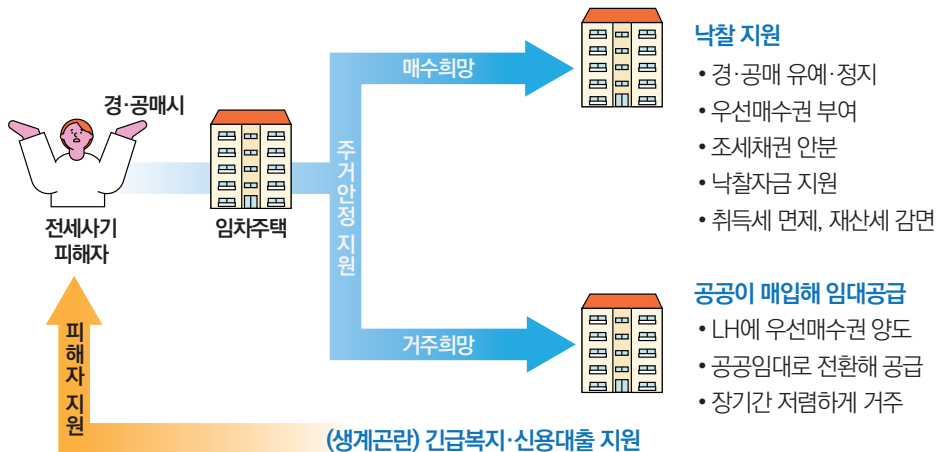 경·공매시
전세사기
피해자
임차주택
주거안정 지원
매수희망
낙찰 지원
• 경·공매 유예·정지
• 우선매수권 부여
• 조세채권 안분
• 낙찰자금 지원
• 취득세 면제, 재산세 감면
거주희망
공공이 매입해 임대공급
• LH에 우선매수권 양도
• 공공임대로 전환해 공급
• 장기간 저렴하게 거주
피해자 지원
(생계곤란) 긴급복지·신용대출 지원